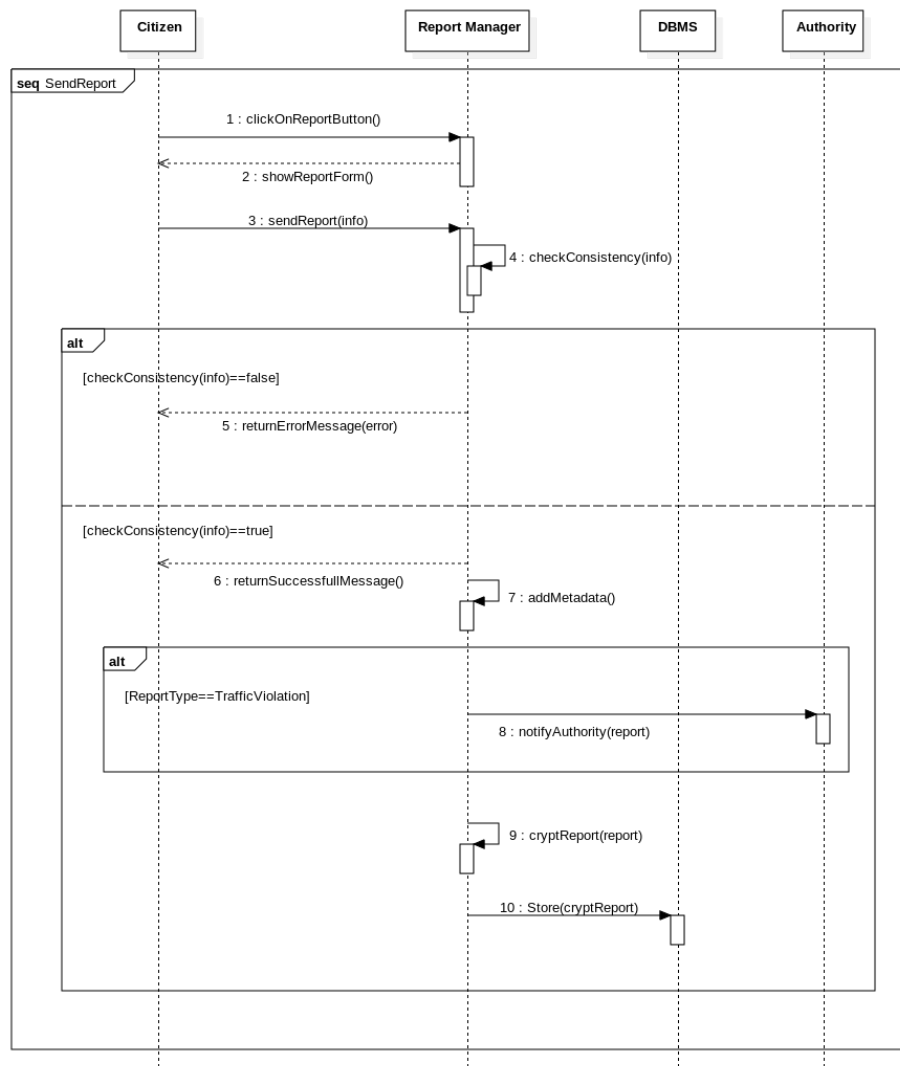 Citizen
Report Manager
DBMS
Authority
seq SendReport
1 : clickOnReportButton()
2 : showReportForm()
3 : sendReport(info)
4 : checkConsistency(info)
alt
[checkConsistency(info)==false]
5 : returnErrorMessage(error)
[checkConsistency(info)==true]
6 : returnSuccessfullMessage()
7 : addMetadata()
alt
[ReportType==TrafficViolation]
8 : notifyAuthority(report)
9 : cryptReport(report)
10 : Store(cryptReport)